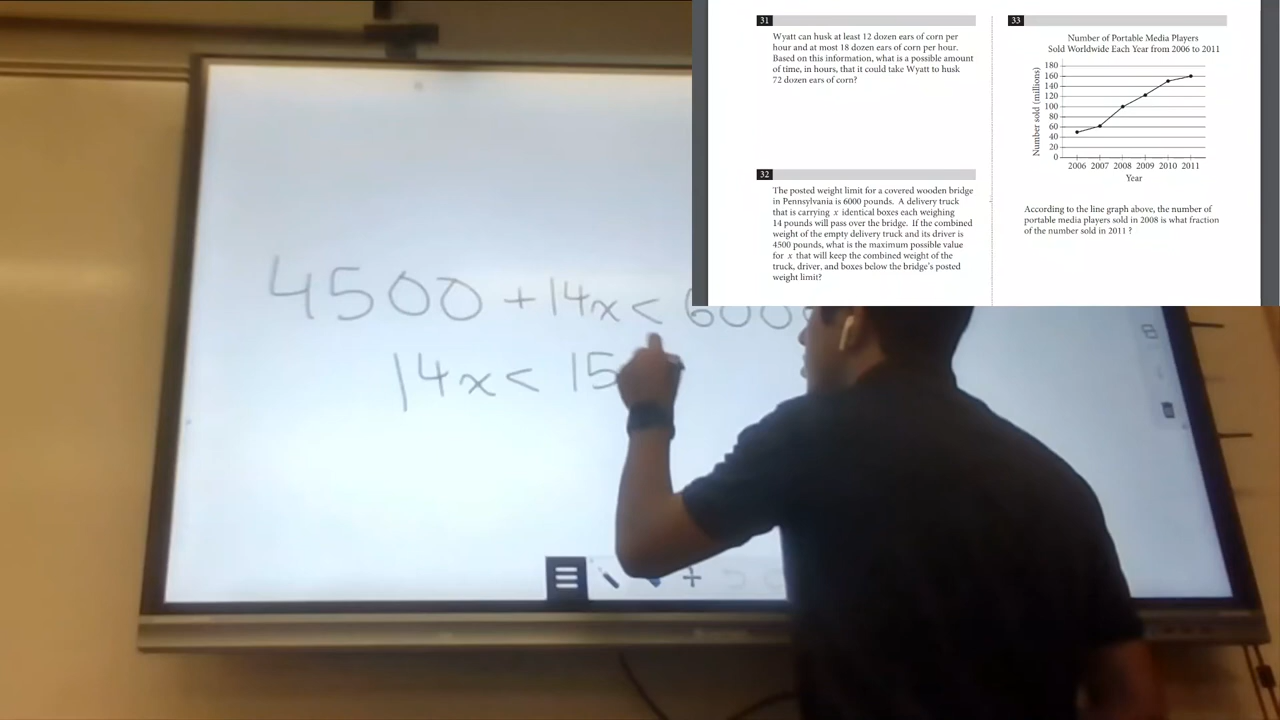 4500 + 14x < 600
14x < 15
31
Wyatt can husk at least 12 dozen ears of corn per
hour and at most 18 dozen ears of corn per hour.
Based on this information, what is a possible amount
of time, in hours, that it could take Wyatt to husk
72 dozen ears of corn?
32
The posted weight limit for a covered wooden bridge
in Pennsylvania is 6000 pounds. A delivery truck
that is carrying x identical boxes each weighing
14 pounds will pass over the bridge. If the combined
weight of the empty delivery truck and its driver is
4500 pounds, what is the maximum possible value
for x that will keep the combined weight of the
truck, driver, and boxes below the bridge's posted
weight limit?
33
Number of Portable Media Players
Sold Worldwide Each Year from 2006 to 2011
Number sold (millions)
180
160
140
120
100
80
60
40
20
0
2006 2007 2008 2009 2010 2011
Year
According to the line graph above, the number of
portable media players sold in 2008 is what fraction
of the number sold in 2011 ?